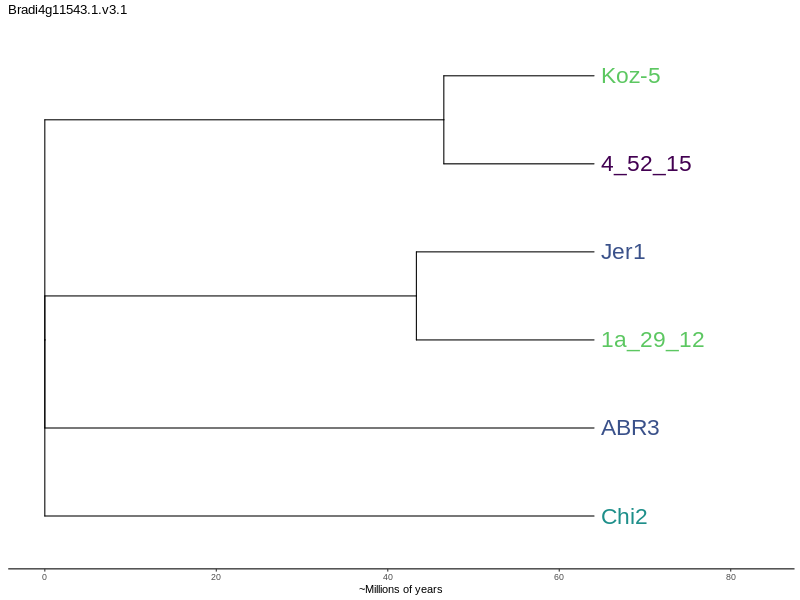 Bradi4g11543.1.v3.1
Koz-5
4_52_15
Jer1
1a_29_12
ABR3
Chi2
0 20 40 60 80
~Millions of years